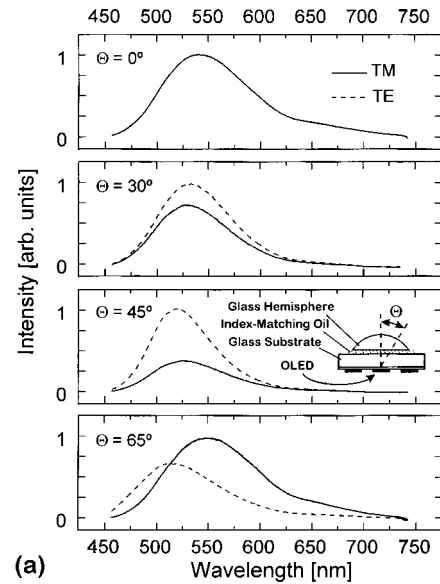 450 500 550 600 650 700 750
Θ = 0º
TM
TE
1
0
Θ = 30º
1
0
Θ = 45º
Glass Hemisphere
Index-Matching Oil
Glass Substrate
OLED
Θ
1
0
Θ = 65º
1
0
450 500 550 600 650 700 750
Intensity [arb. units]
(a) Wavelength [nm]